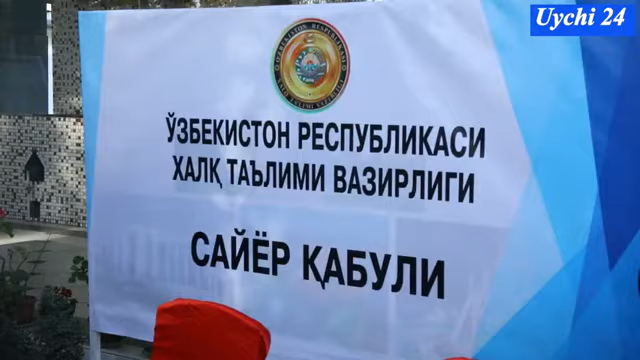 Uychi 24
ЎЗБЕКИСТОН РЕСПУБЛИКАСИ
ХАЛҚ ТАЪЛИМИ ВАЗИРЛИГИ
САЙЁР ҚАБУЛИ